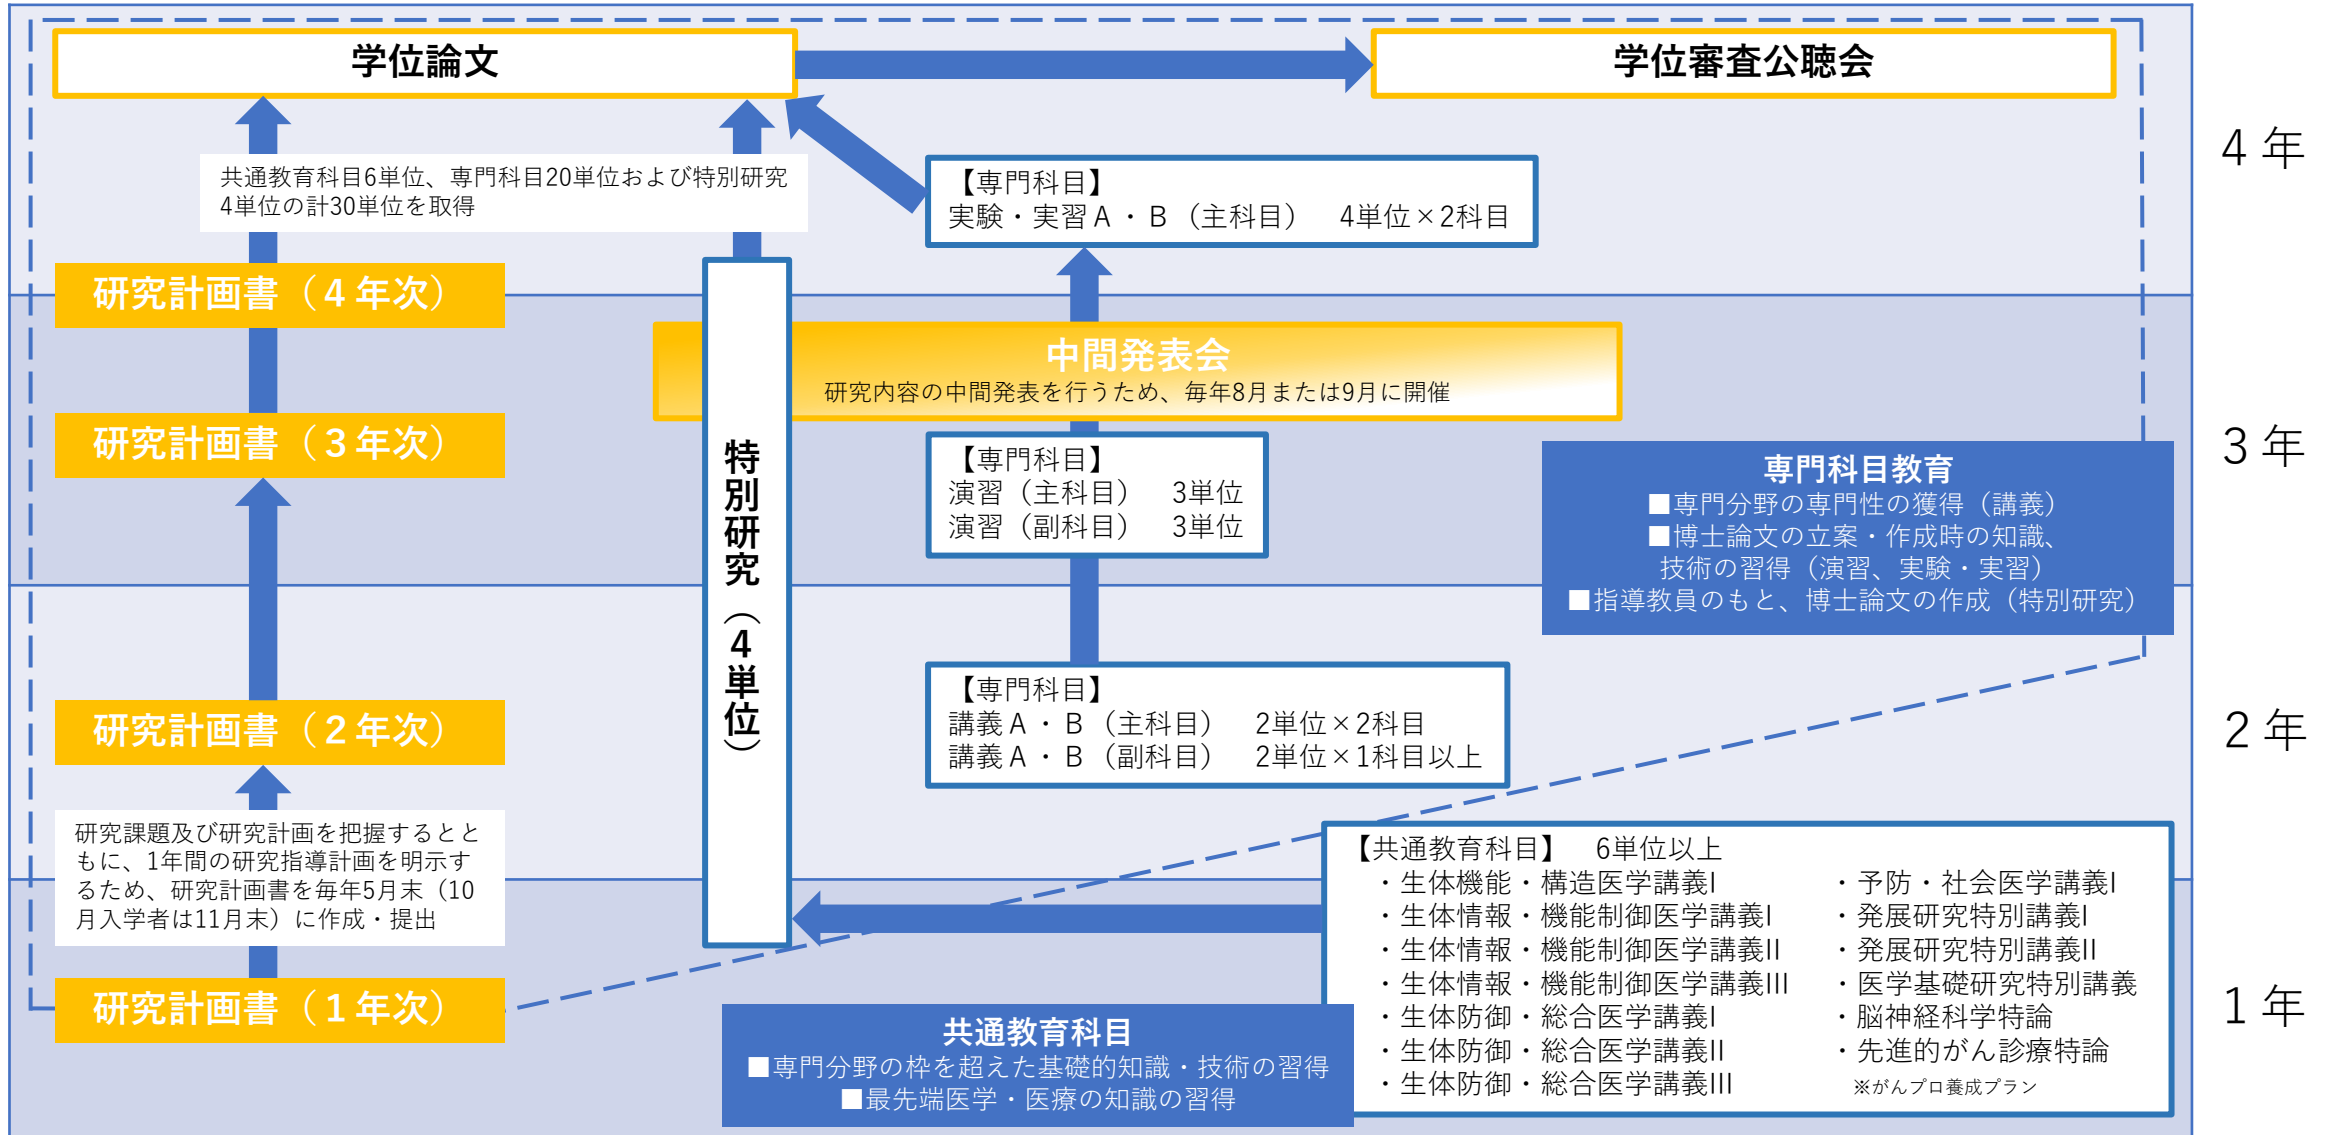 学位論文
学位審査公聴会
4年
共通教育科目6単位、専門科目20単位および特別研究
4単位の計30単位を取得
【専門科目】
実験・実習A・B（主科目）　4単位×2科目
研究計画書（4年次）
中間発表会
研究内容の中間発表を行うため、毎年8月または9月に開催
研究計画書（3年次）
特別研究（4単位）
【専門科目】
演習（主科目）　3単位
演習（副科目）　3単位
3年
専門科目教育
■専門分野の専門性の獲得（講義）
■博士論文の立案・作成時の知識、
技術の習得（演習、実験・実習）
■指導教員のもと、博士論文の作成（特別研究）
研究計画書（2年次）
【専門科目】
講義A・B（主科目）　2単位×2科目
講義A・B（副科目）　2単位×1科目以上
2年
研究課題及び研究計画を把握するとと
もに、1年間の研究指導計画を明示す
るため、研究計画書を毎年5月末（10
月入学者は11月末）に作成・提出
研究計画書（1年次）
【共通教育科目】　6単位以上
・生体機能・構造医学講義I
・生体情報・機能制御医学講義I
・生体情報・機能制御医学講義II
・生体情報・機能制御医学講義III
・生体防御・総合医学講義I
・生体防御・総合医学講義II
・生体防御・総合医学講義III
・予防・社会医学講義I
・発展研究特別講義I
・発展研究特別講義II
・医学基礎研究特別講義
・脳神経科学特論
・先進的がん診療特論
※がんプロ養成プラン
1年
共通教育科目
■専門分野の枠を超えた基礎的知識・技術の習得
■最先端医学・医療の知識の習得